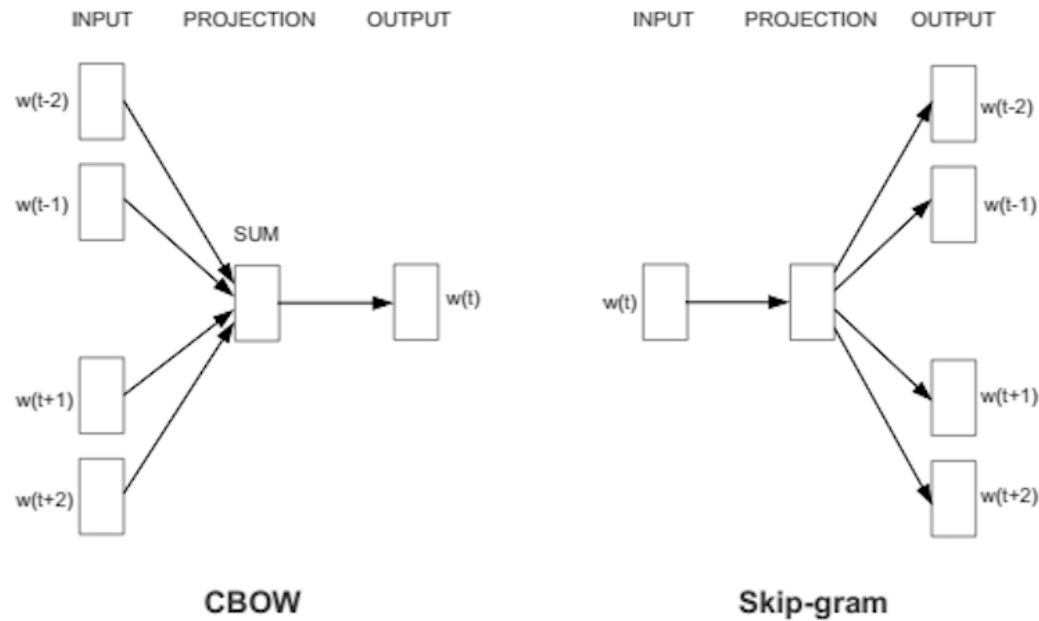 INPUT PROJECTION OUTPUT
w(t-2)
w(t-1)
SUM
w(t)
w(t+1)
w(t+2)
CBOW
INPUT PROJECTION OUTPUT
w(t-2)
w(t-1)
w(t)
w(t+1)
w(t+2)
Skip-gram